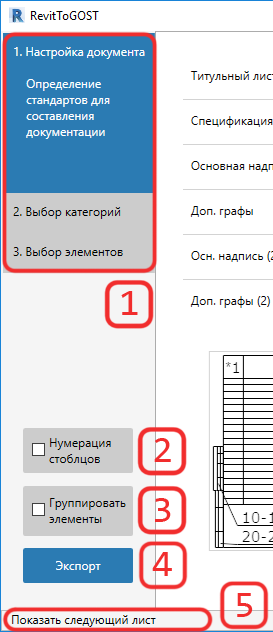 RevitToGOST
1. Настройка документа
Определение
стандартов для
составления
документации
2. Выбор категорий
3. Выбор элементов
1
Нумерация
стоблцов
2
Группировать
элементы
3
Экспорт
4
Показать следующий лист
5
Титульный лист
Спецификация
Основная надп
Доп. графы
Осн. надпись (2
Доп. графы (2)
*1
10-1
20-2